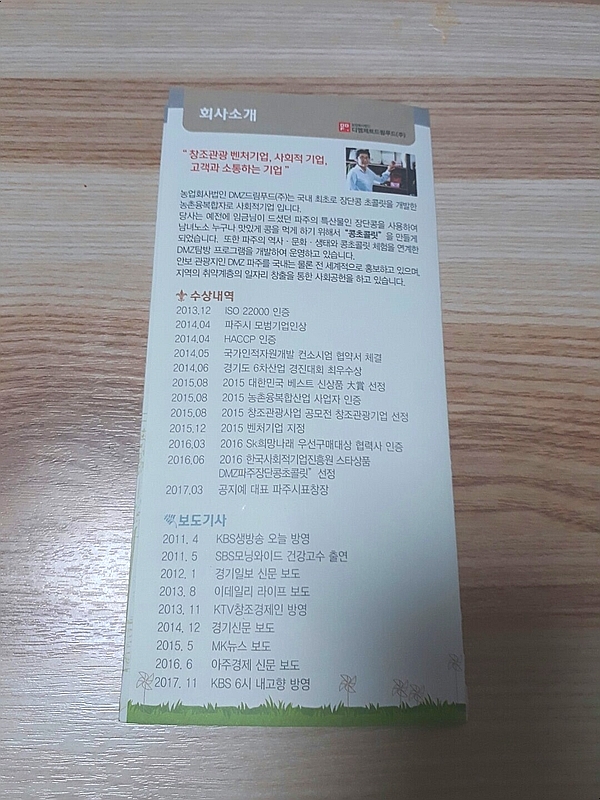 회사소개
디엠제트드림푸드(주)
“창조관광 벤처기업, 사회적 기업,
고객과 소통하는 기업”
농업회사법인 DMZ드림푸드(주)는 국내 최초로 장단콩 초콜릿을 개발한
농촌융복합자로 사회적기업 입니다.
당사는 예전에 임금님이 드셨던 파주의 특산물인 장단콩을 사용하여
남녀노소 누구나 맛있게 콩을 먹게 하기 위해서 “콩초콜릿”을 만들게
되었습니다. 또한 파주의 역사·문화·생태와 콩초콜릿 체험을 연계한
DMZ탐방 프로그램을 개발하여 운영하고 있습니다.
안보 관광지인 DMZ 파주를 국내는 물론 전 세계적으로 홍보하고 있으며,
지역의 취약계층의 일자리 창출을 통한 사회공헌을 하고 있습니다.
수상내역
2013.12 ISO 22000 인증
2014.04 파주시 모범기업인상
2014.04 HACCP 인증
2014.05 국가인적자원개발 컨소시엄 협약서 체결
2014.06 경기도 6차산업 경진대회 최우수상
2015.08 2015 대한민국 베스트 신상품 大賞 선정
2015.08 2015 농촌융복합산업 사업자 인증
2015.08 2015 창조관광사업 공모전 창조관광기업 선정
2015.12 2015 벤처기업 지정
2016.03 2016 Sk희망나래 우선구매대상 협력사 인증
2016.06 2016 한국사회적기업진흥원 스타상품
DMZ파주장단콩초콜릿” 선정
2017.03 공지예 대표 파주시표창장
보도기사
2011. 4 KBS생방송 오늘 방영
2011. 5 SBS모닝와이드 건강고수 출연
2012. 1 경기일보 신문 보도
2013. 8 이데일리 라이프 보도
2013. 11 KTV창조경제인 방영
2014. 12 경기신문 보도
2015. 5 MK뉴스 보도
2016. 6 아주경제 신문 보도
2017. 11 KBS 6시 내고향 방영